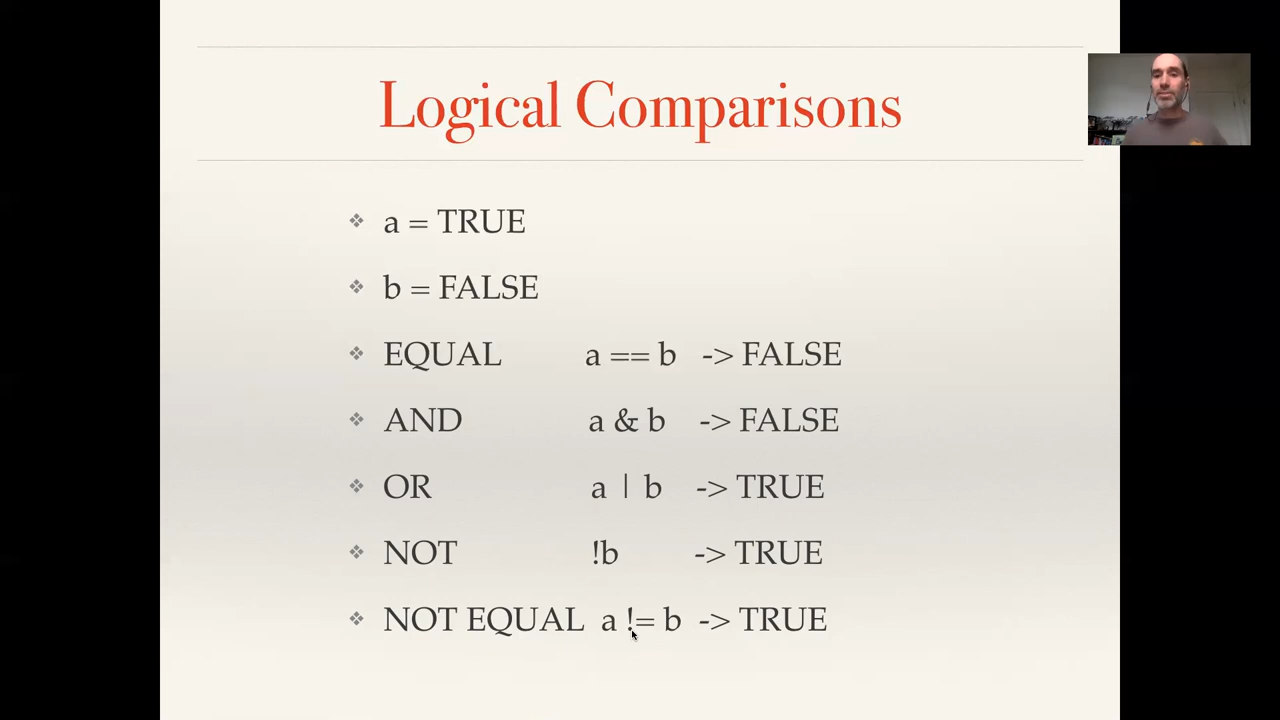 Logical Comparisons
a = TRUE
b = FALSE
EQUAL a == b -> FALSE
AND a & b -> FALSE
OR a | b -> TRUE
NOT !b -> TRUE
NOT EQUAL a != b -> TRUE